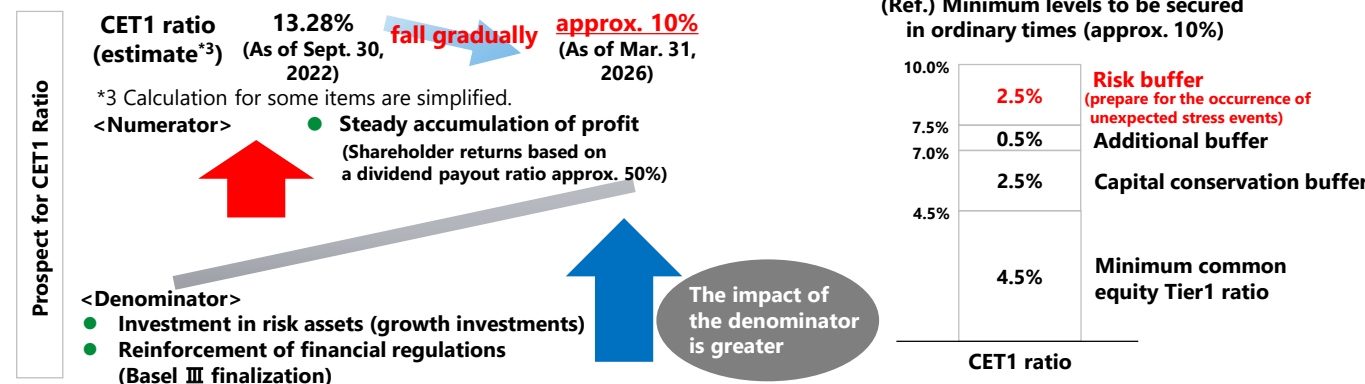 Prospect for CET1 Ratio
CET1 ratio
(estimate*3)
13.28%
(As of Sept. 30,
2022)
fall gradually
approx. 10%
(As of Mar. 31,
2026)
*3 Calculation for some items are simplified.
<Numerator>
● Steady accumulation of profit
(Shareholder returns based on
a dividend payout ratio approx. 50%)
<Denominator>
● Investment in risk assets (growth investments)
● Reinforcement of financial regulations
(Basel Ⅲ finalization)
The impact of
the denominator
is greater
(Ref.) Minimum levels to be secured
in ordinary times (approx. 10%)
10.0%
2.5%
Risk buffer
(prepare for the occurrence of
unexpected stress events)
7.5%
0.5%
Additional buffer
7.0%
2.5%
Capital conservation buffer
4.5%
4.5%
Minimum common
equity Tier1 ratio
CET1 ratio